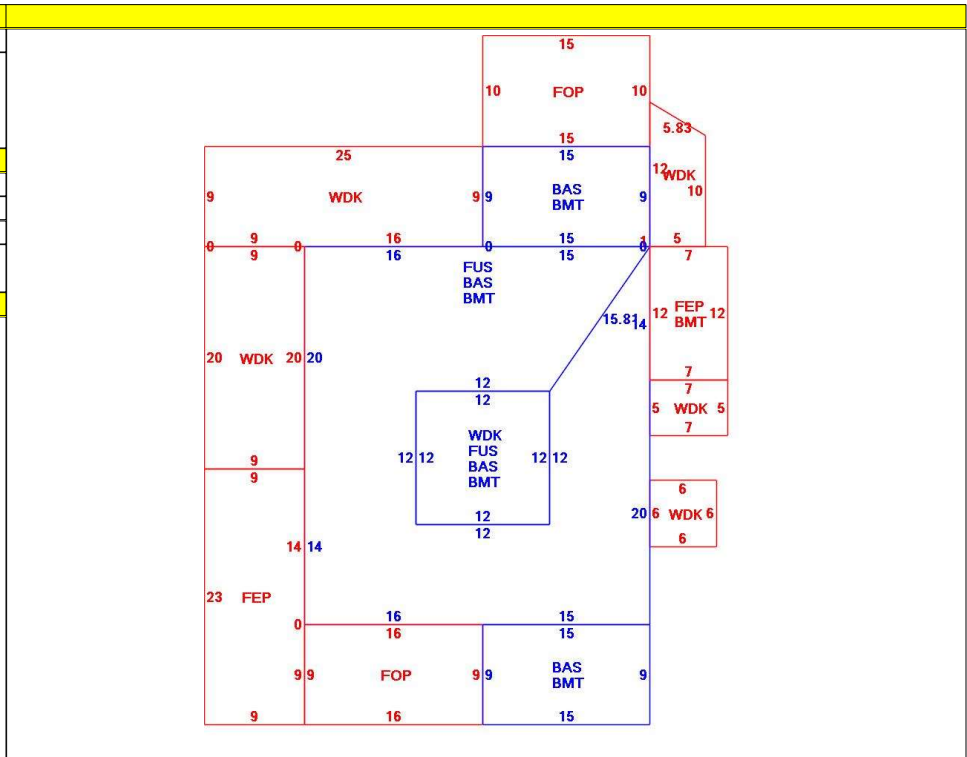 15
10 FOP 10
5.83
15
25 15
12
9 WDK 9 9 BAS 9 WDK
BMT
10
9 16 15 1 5
0 0 0 0
9 16 15 7
FUS
BAS
BMT
12 FEP 12
BMT
15.81 14
20 WDK 20 20
7
12 7
12
5 WDK 5
7
WDK
12 12 FUS 12 12
BAS
BMT
9
9
6
20 6 WDK 6
12
12
6
14 14
23 FEP
16 15
0
16 15
9 9 FOP 9 9 BAS 9
BMT
9 16 15